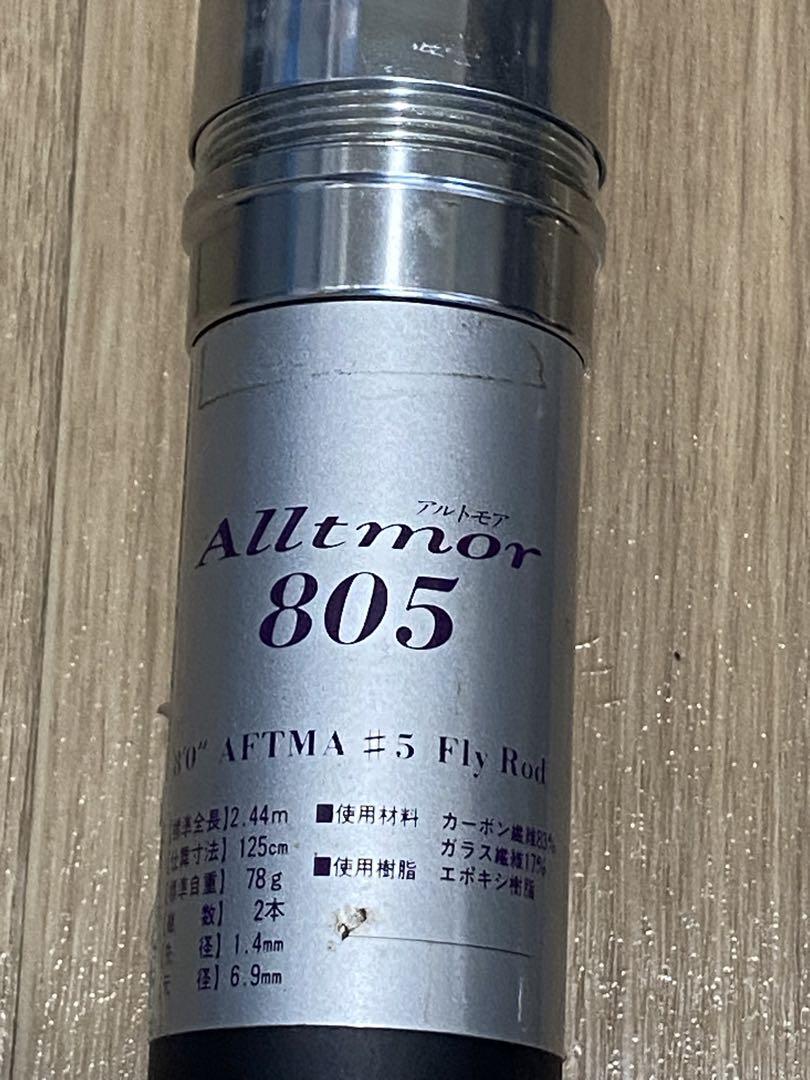 アルトモア
Alltmor
805
8'0" AFTMA #5 Fly Rod
標準全長】2.44m
仕舞寸法】125cm
標準自重】78g
継 数】2本
先 径】1.4mm
元 径】6.9mm
■使用材料 カーボン繊維83%
ガラス繊維17%
■使用樹脂 エポキシ樹脂